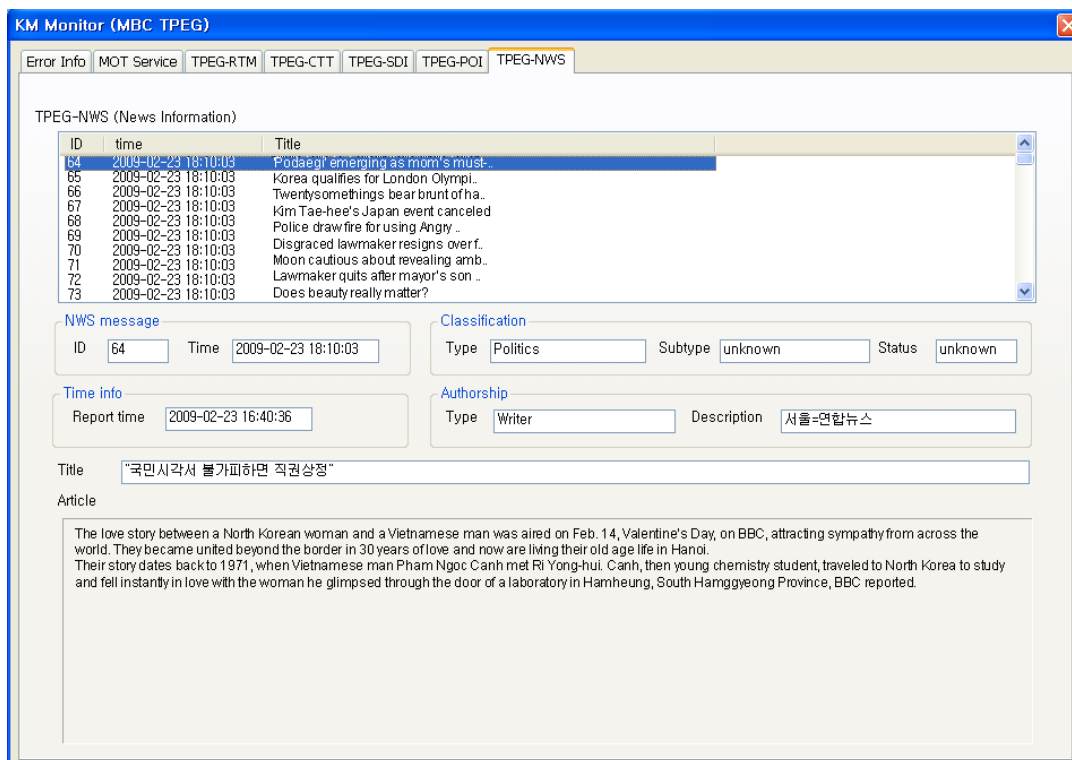 KM Monitor (MBC TPEG)
Error Info MOT Service TPEG-RTM TPEG-CTT TPEG-SDI TPEG-POI TPEG-NWS
TPEG-NWS (News Information)
ID time Title
64 2009-02-23 18:10:03 'Podaegi' emerging as mom's must-..
65 2009-02-23 18:10:03 Korea qualifies for London Olympi..
66 2009-02-23 18:10:03 Twentysomethings bear brunt of ha..
67 2009-02-23 18:10:03 Kim Tae-hee's Japan event canceled
68 2009-02-23 18:10:03 Police draw fire for using Angry ..
69 2009-02-23 18:10:03 Disgraced lawmaker resigns over f..
70 2009-02-23 18:10:03 Moon cautious about revealing amb..
71 2009-02-23 18:10:03 Lawmaker quits after mayor's son ..
72 2009-02-23 18:10:03 Does beauty really matter?
73 2009-02-23 18:10:03
NWS message
ID 64 Time 2009-02-23 18:10:03
Classification
Type Politics Subtype unknown Status unknown
Time info
Report time 2009-02-23 16:40:36
Authorship
Type Writer Description 서울=연합뉴스
Title "국민시각서 불가피하면 직권상정"
Article
The love story between a North Korean woman and a Vietnamese man was aired on Feb. 14, Valentine's Day, on BBC, attracting sympathy from across the
world. They became united beyond the border in 30 years of love and now are living their old age life in Hanoi.
Their story dates back to 1971, when Vietnamese man Pham Ngoc Canh met Ri Yong-hui. Canh, then young chemistry student, traveled to North Korea to study
and fell instantly in love with the woman he glimpsed through the door of a laboratory in Hamheung, South Hamggyeong Province, BBC reported.